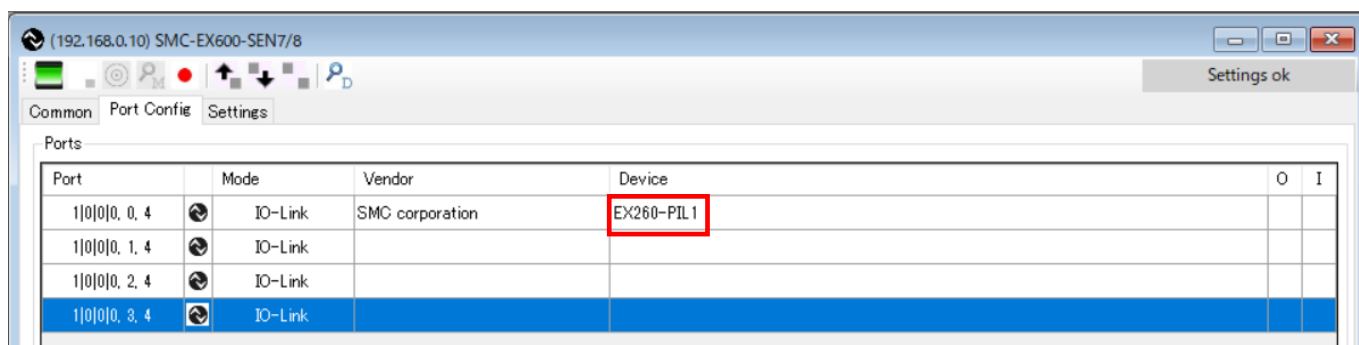 (192.168.0.10) SMC-EX600-SEN7/8
M D Settings ok
Common Port Config Settings
Ports
Port Mode Vendor Device O I
1|0|0|0, 0, 4 IO-Link SMC corporation EX260-PIL1
1|0|0|0, 1, 4 IO-Link
1|0|0|0, 2, 4 IO-Link
1|0|0|0, 3, 4 IO-Link